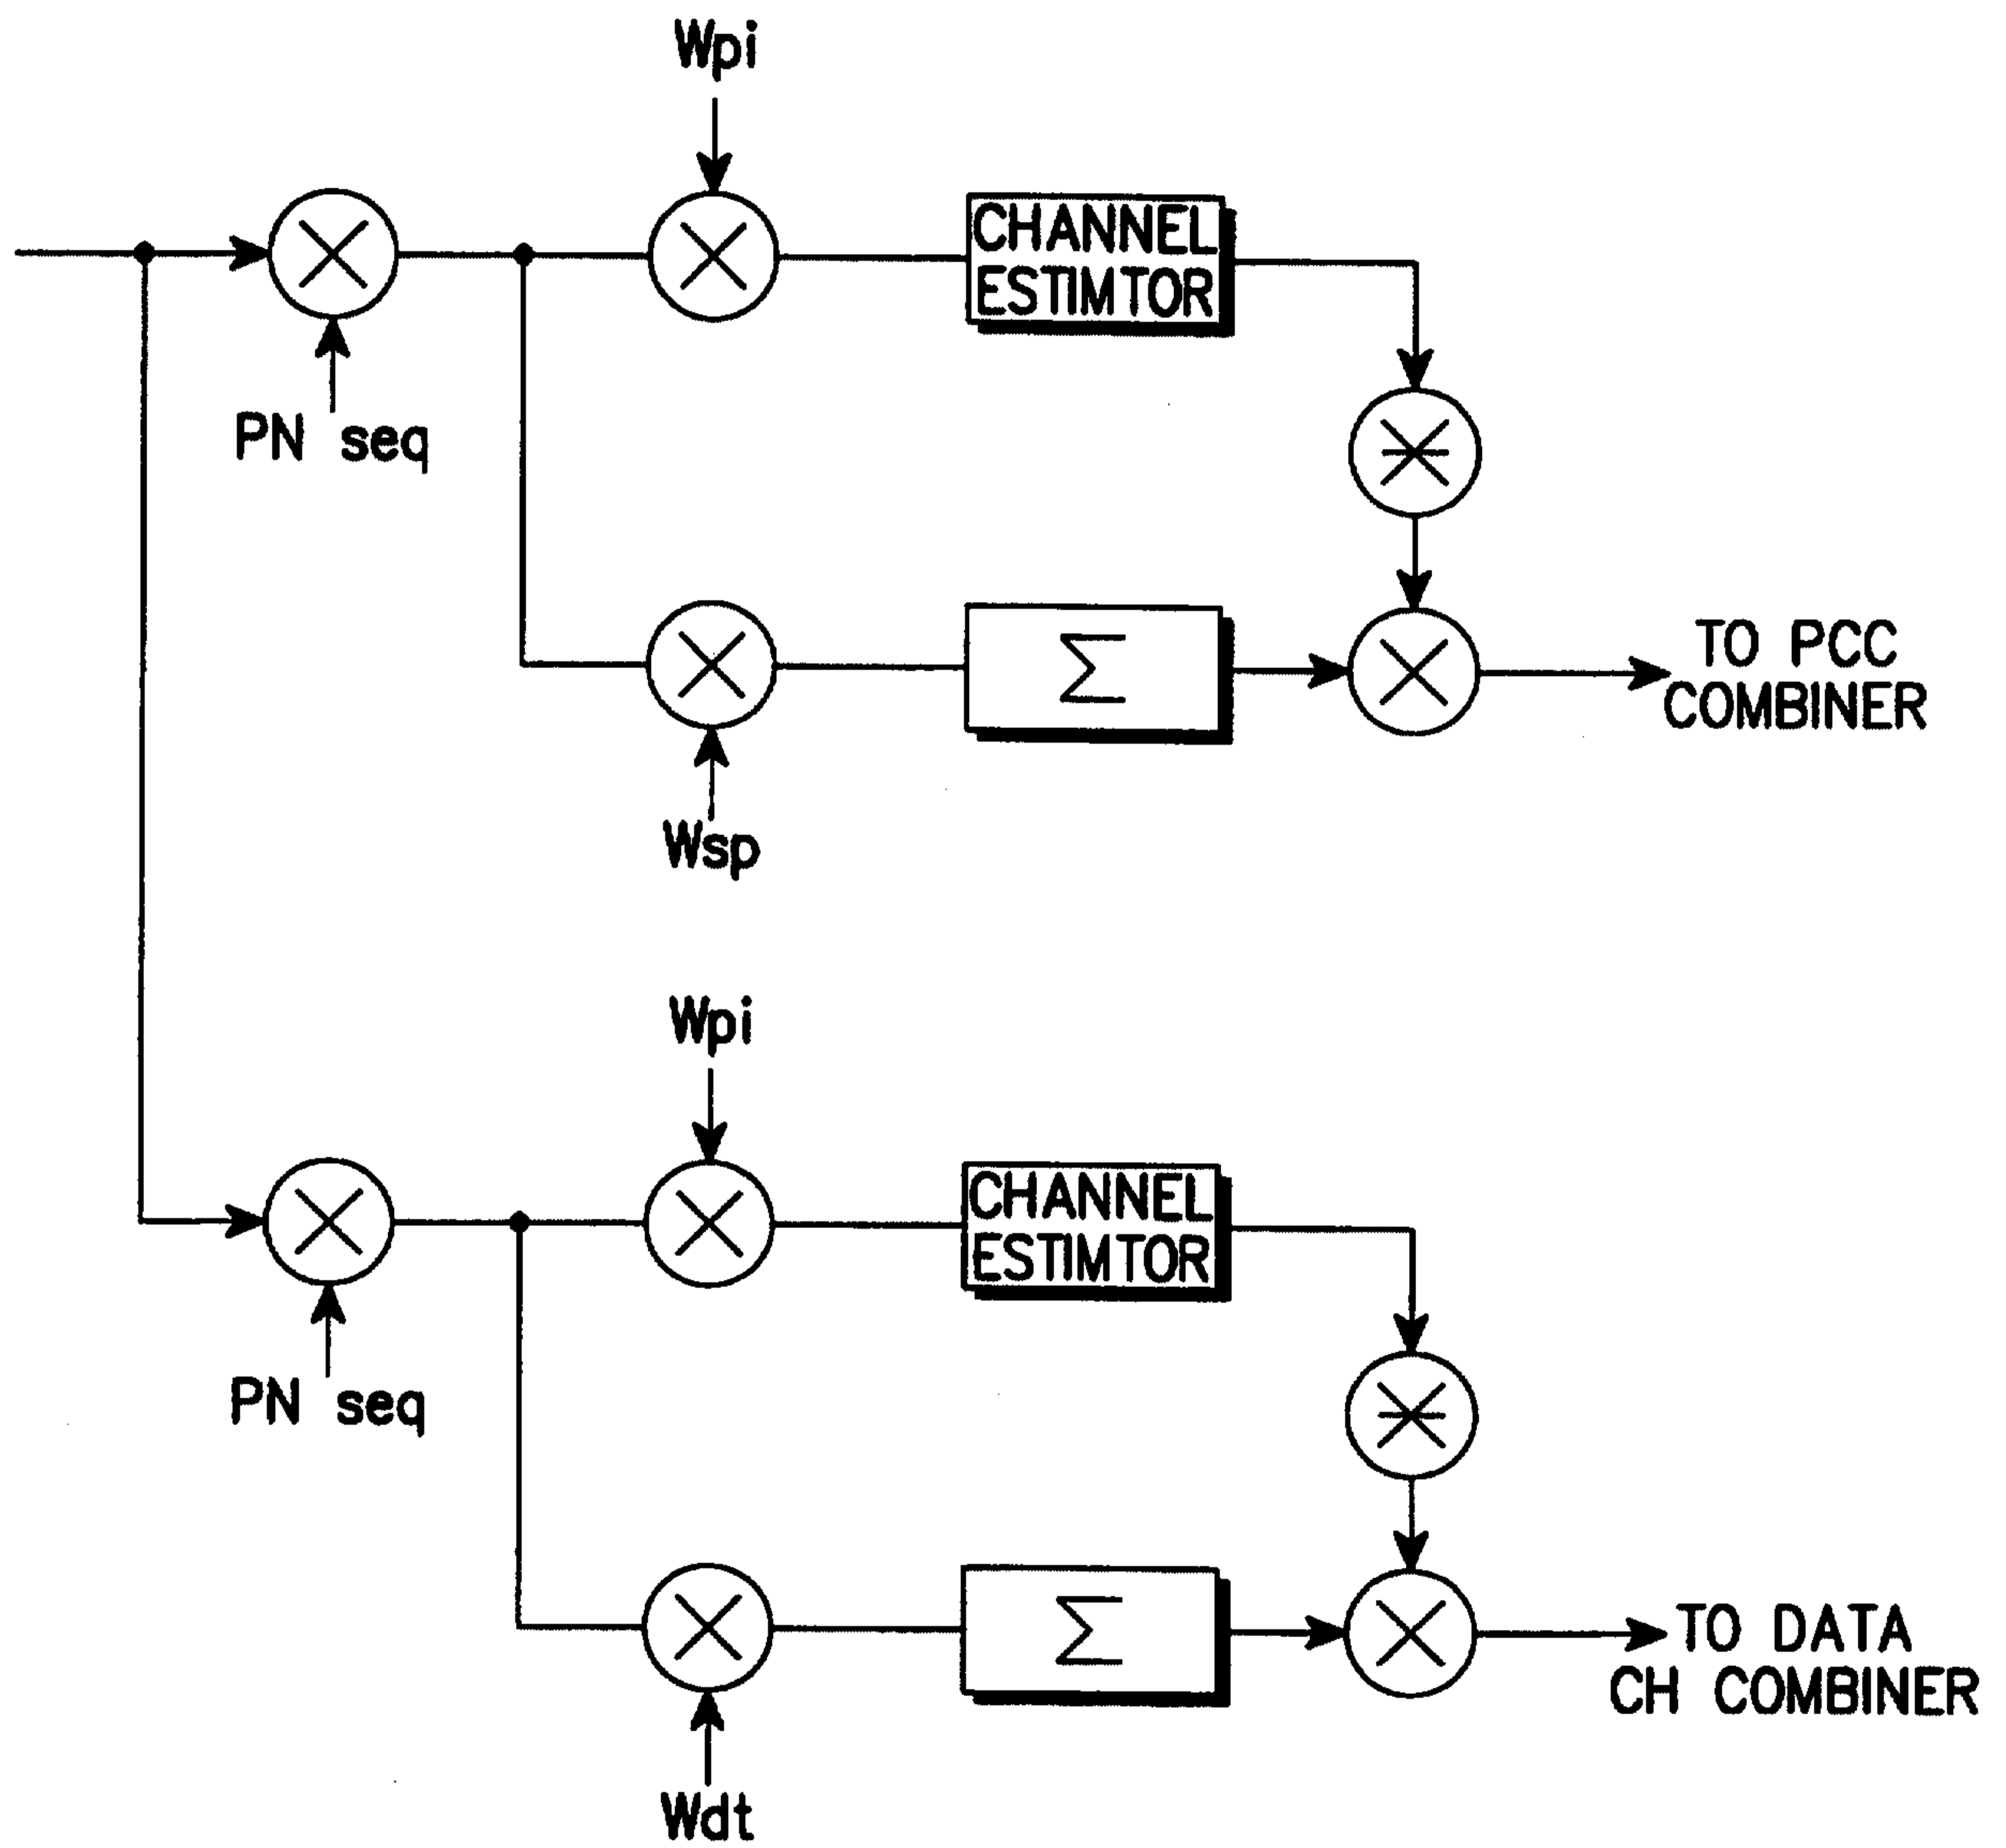 Wpi
CHANNEL
ESTIMTOR
PN seq
Σ
TO PCC
COMBINER
Wsp
Wpi
CHANNEL
ESTIMTOR
PN seq
Σ
TO DATA
CH COMBINER
Wdt